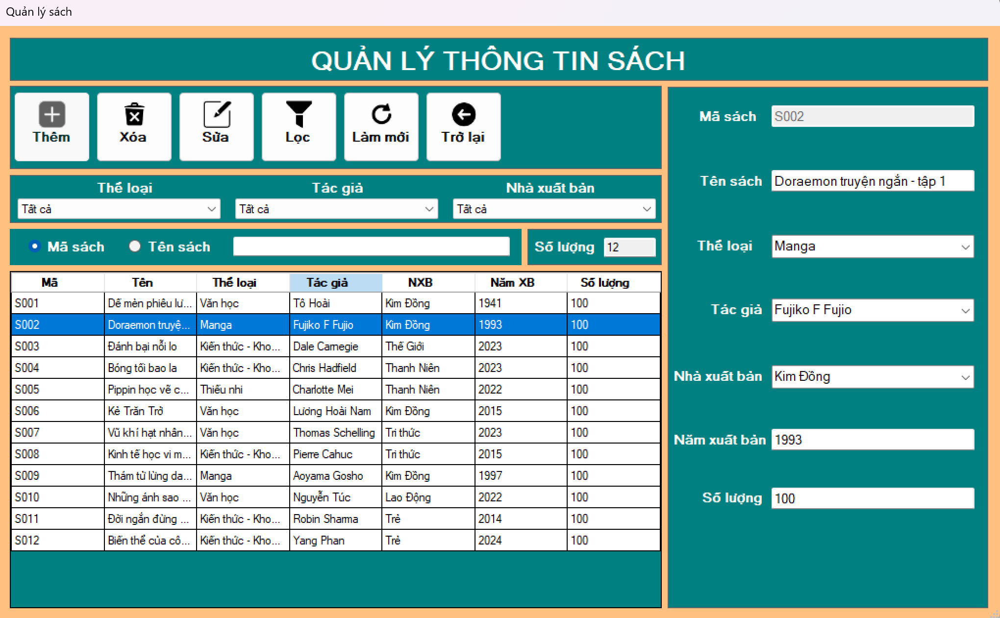 Quản lý sách
QUẢN LÝ THÔNG TIN SÁCH
Thêm Xóa Sửa Lọc Làm mới Trở lại
Thể loại Tác giả Nhà xuất bản
Tất cả Tất cả Tất cả
Mã sách Tên sách Số lượng 12
Mã Tên Thể loại Tác giả NXB Năm XB Số lượng
S001 Dế mèn phiêu lư... Văn học Tô Hoài Kim Đồng 1941 100
S002 Doraemon truyệ... Manga Fujiko F Fujio Kim Đồng 1993 100
S003 Đánh bại nỗi lo Kiến thức - Kho... Dale Carnegie Thế Giới 2023 100
S004 Bóng tối bao la Kiến thức - Kho... Chris Hadfield Thanh Niên 2023 100
S005 Pippin học vẽ c... Thiếu nhi Charlotte Mei Thanh Niên 2022 100
S006 Kẻ Trăn Trở Văn học Lương Hoài Nam Kim Đồng 2015 100
S007 Vũ khí hạt nhân... Văn học Thomas Schelling Tri thức 2023 100
S008 Kinh tế học vi m... Kiến thức - Kho... Pierre Cahuc Tri thức 2015 100
S009 Thám tử lừng da... Manga Aoyama Gosho Kim Đồng 1997 100
S010 Những ánh sao ... Văn học Nguyễn Túc Lao Động 2022 100
S011 Đời ngắn đừng ... Kiến thức - Kho... Robin Sharma Trẻ 2014 100
S012 Biến thể của cô... Kiến thức - Kho... Yang Phan Trẻ 2024 100
Mã sách S002
Tên sách Doraemon truyện ngắn - tập 1
Thể loại Manga
Tác giả Fujiko F Fujio
Nhà xuất bản Kim Đồng
Năm xuất bản 1993
Số lượng 100